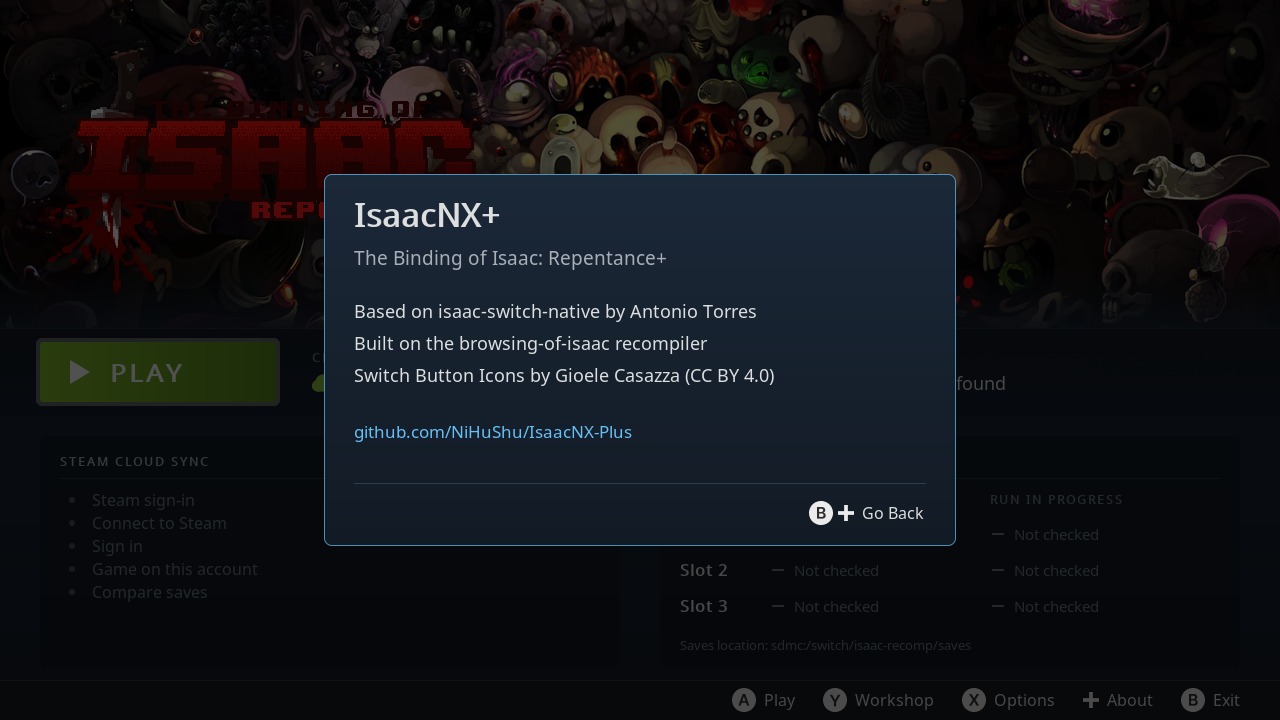 THE BINDING OF
ISAAC
IsaacNX+
The Binding of Isaac: Repentance+
Based on isaac-switch-native by Antonio Torres
Built on the browsing-of-isaac recompiler
Switch Button Icons by Gioele Casazza (CC BY 4.0)
github.com/NiHuShu/IsaacNX-Plus
B Go Back
PLAY
found
STEAM CLOUD SYNC
Steam sign-in
Connect to Steam
Sign in
Game on this account
Compare saves
RUN IN PROGRESS
Not checked
Slot 2 Not checked Not checked
Slot 3 Not checked Not checked
Saves location: sdmc:/switch/isaac-recomp/saves
A Play Y Workshop X Options About B Exit